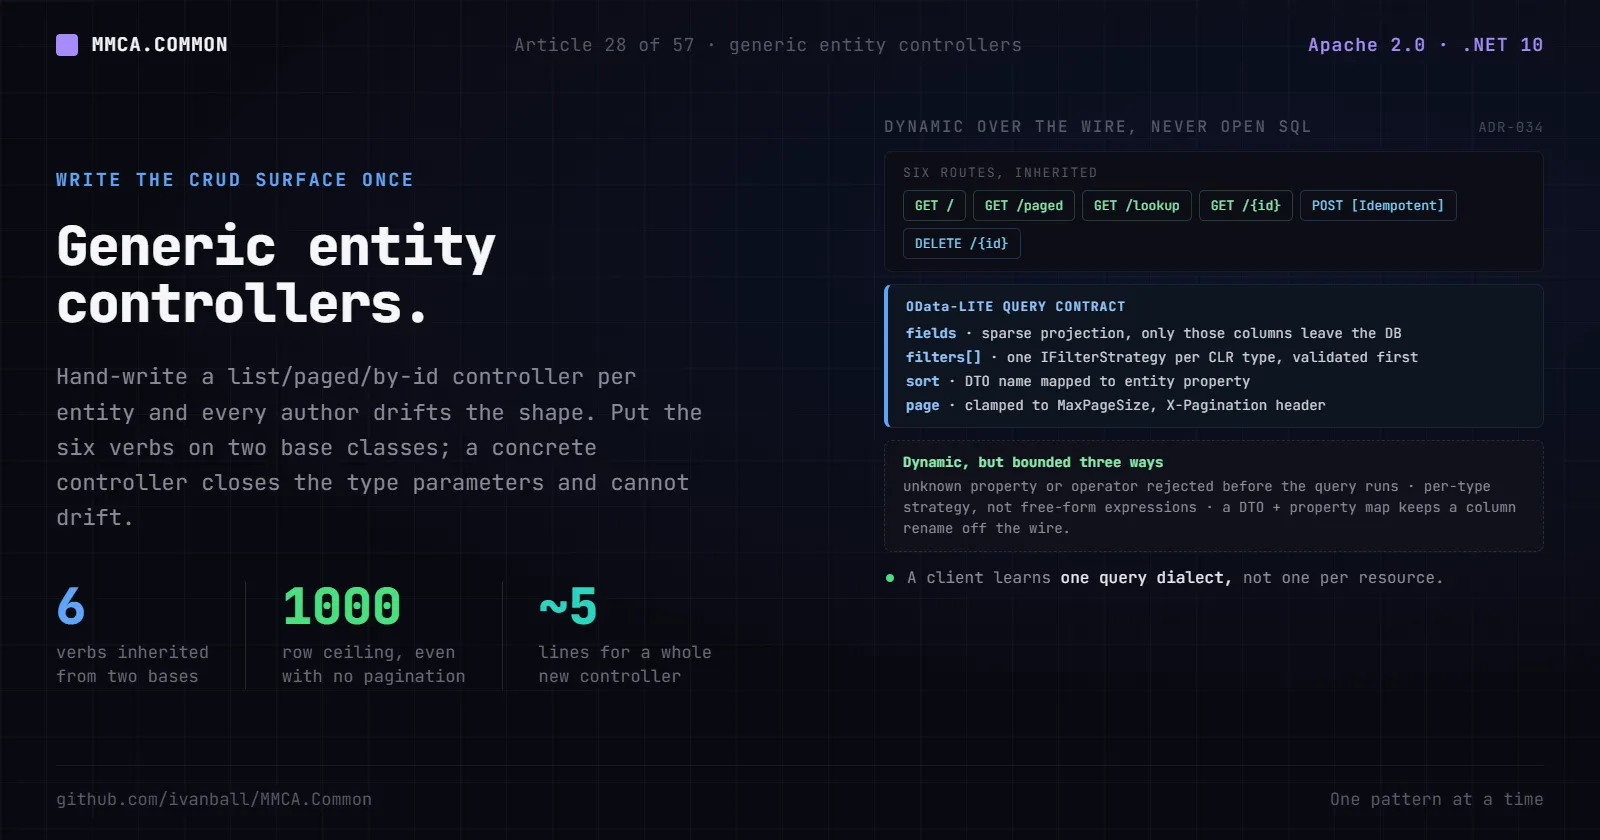 MMCA.COMMON
Article 28 of 57 · generic entity controllers
Apache 2.0 · .NET 10
WRITE THE CRUD SURFACE ONCE
Generic entity
controllers.
Hand-write a list/paged/by-id controller per
entity and every author drifts the shape. Put the
six verbs on two base classes; a concrete
controller closes the type parameters and cannot
drift.
6
verbs inherited
from two bases
1000
row ceiling, even
with no pagination
~5
lines for a whole
new controller
DYNAMIC OVER THE WIRE, NEVER OPEN SQL
ADR-034
SIX ROUTES, INHERITED
GET /
GET /paged
GET /lookup
GET /{id}
POST [Idempotent]
DELETE /{id}
OData-LITE QUERY CONTRACT
fields · sparse projection, only those columns leave the DB
filters[] · one IFilterStrategy per CLR type, validated first
sort · DTO name mapped to entity property
page · clamped to MaxPageSize, X-Pagination header
Dynamic, but bounded three ways
unknown property or operator rejected before the query runs · per-type
strategy, not free-form expressions · a DTO + property map keeps a column
rename off the wire.
A client learns one query dialect, not one per resource.
github.com/ivanball/MMCA.Common
One pattern at a time